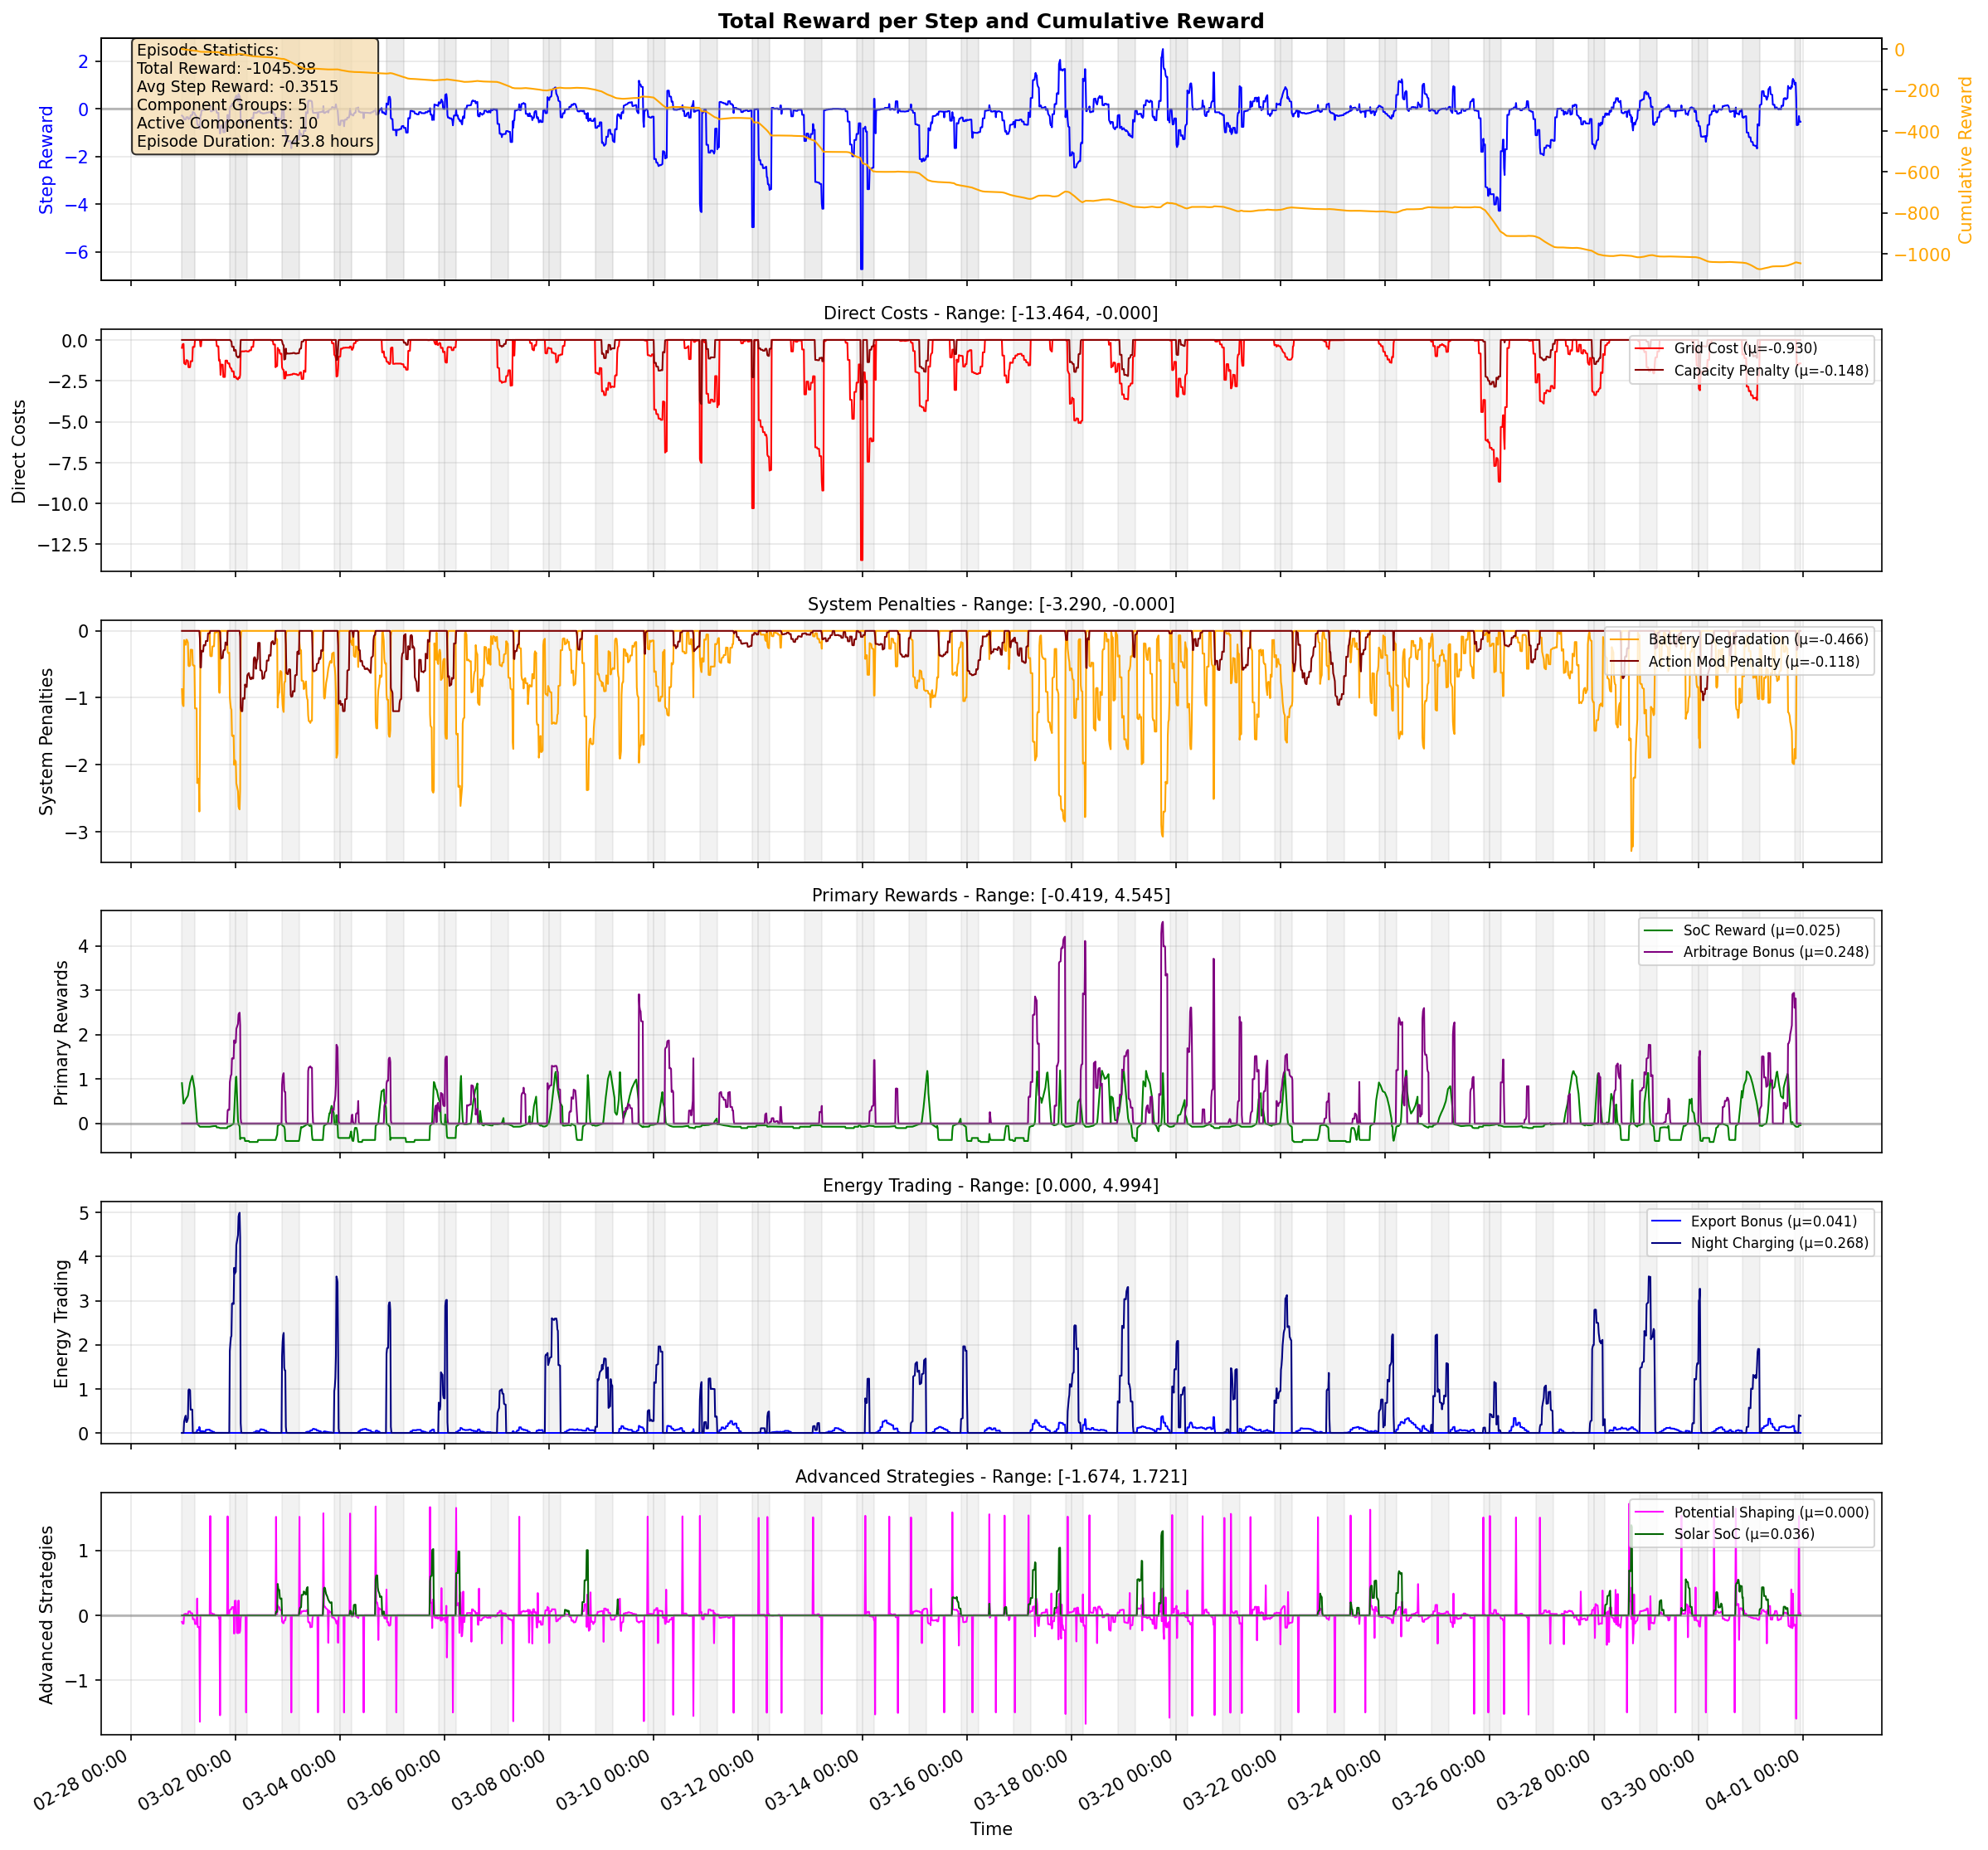 Total Reward per Step and Cumulative Reward
Episode Statistics:
Total Reward: -1045.98
Avg Step Reward: -0.3515
Component Groups: 5
Active Components: 10
Episode Duration: 743.8 hours
Step Reward
2
0
−2
−4
−6
Cumulative Reward
0
−200
−400
−600
−800
−1000
Direct Costs - Range: [-13.464, -0.000]
Direct Costs
0.0
−2.5
−5.0
−7.5
−10.0
−12.5
Grid Cost (μ=-0.930)
Capacity Penalty (μ=-0.148)
System Penalties - Range: [-3.290, -0.000]
System Penalties
0
−1
−2
−3
Battery Degradation (μ=-0.466)
Action Mod Penalty (μ=-0.118)
Primary Rewards - Range: [-0.419, 4.545]
Primary Rewards
4
3
2
1
0
SoC Reward (μ=0.025)
Arbitrage Bonus (μ=0.248)
Energy Trading - Range: [0.000, 4.994]
Energy Trading
5
4
3
2
1
0
Export Bonus (μ=0.041)
Night Charging (μ=0.268)
Advanced Strategies - Range: [-1.674, 1.721]
Advanced Strategies
1
0
−1
Potential Shaping (μ=0.000)
Solar SoC (μ=0.036)
02-28 00:00
03-02 00:00
03-04 00:00
03-06 00:00
03-08 00:00
03-10 00:00
03-12 00:00
03-14 00:00
03-16 00:00
03-18 00:00
03-20 00:00
03-22 00:00
03-24 00:00
03-26 00:00
03-28 00:00
03-30 00:00
04-01 00:00
Time